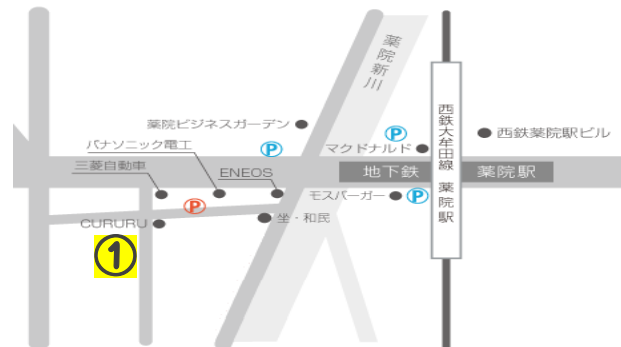 薬院新川
薬院ビジネスガーデン
パナソニック電工
三菱自動車
ENEOS
P
P
マクドナルド
西鉄大牟田線 薬院駅
西鉄薬院駅ビル
地下鉄
薬院駅
モスバーガー
P
P
坐・和民
CURURU
①